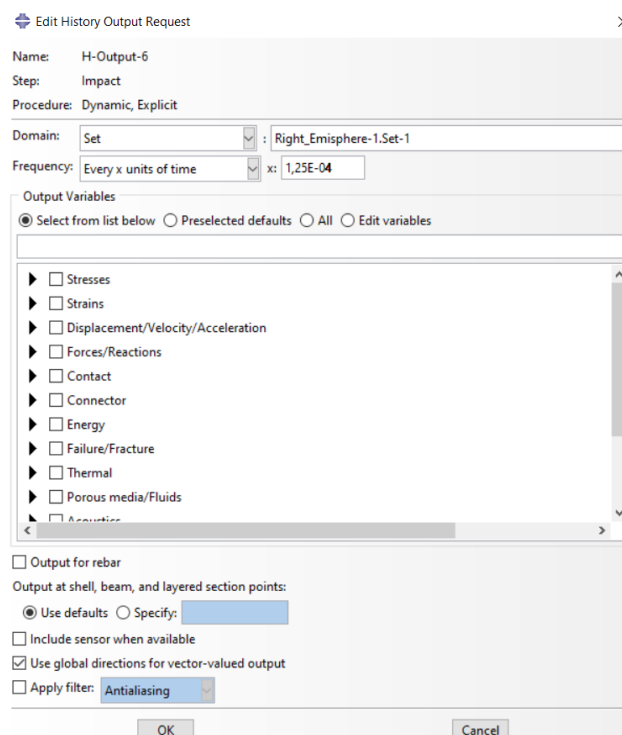 Edit History Output Request
Name: H-Output-6
Step: Impact
Procedure: Dynamic, Explicit
Domain: Set : Right_Emisphere-1.Set-1
Frequency: Every x units of time x: 1,25E-04
Output Variables
Select from list below Preselected defaults All Edit variables
Stresses
Strains
Displacement/Velocity/Acceleration
Forces/Reactions
Contact
Connector
Energy
Failure/Fracture
Thermal
Porous media/Fluids
Acoustics
Output for rebar
Output at shell, beam, and layered section points:
Use defaults Specify:
Include sensor when available
Use global directions for vector-valued output
Apply filter: Antialiasing
OK Cancel